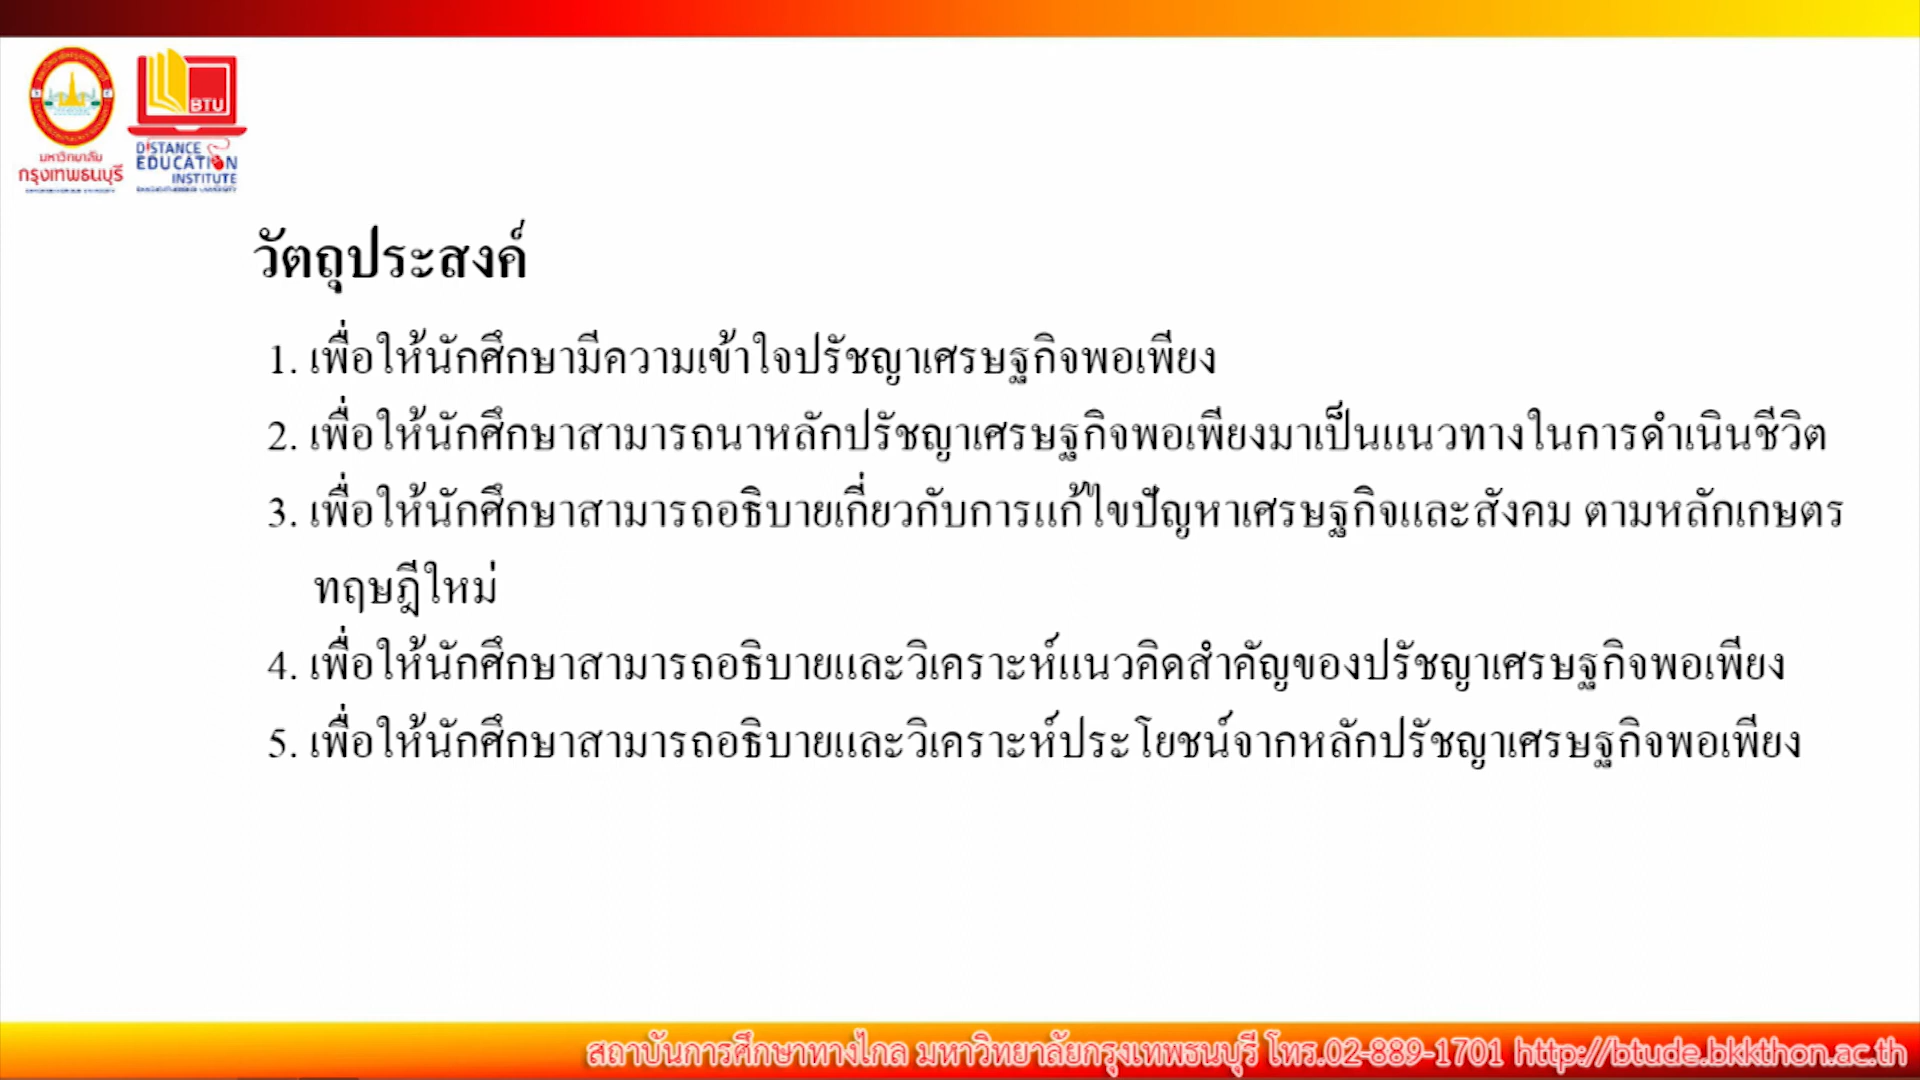 BTU
มหาวิทยาลัย
กรุงเทพธนบุรี
DISTANCE
EDUCATION
INSTITUTE
วัตถุประสงค์
1. เพื่อให้นักศึกษามีความเข้าใจปรัชญาเศรษฐกิจพอเพียง
2. เพื่อให้นักศึกษาสามารถนาหลักปรัชญาเศรษฐกิจพอเพียงมาเป็นแนวทางในการดำเนินชีวิต
3. เพื่อให้นักศึกษาสามารถอธิบายเกี่ยวกับการแก้ไขปัญหาเศรษฐกิจและสังคม ตามหลักเกษตร
ทฤษฎีใหม่
4. เพื่อให้นักศึกษาสามารถอธิบายและวิเคราะห์แนวคิดสำคัญของปรัชญาเศรษฐกิจพอเพียง
5. เพื่อให้นักศึกษาสามารถอธิบายและวิเคราะห์ประโยชน์จากหลักปรัชญาเศรษฐกิจพอเพียง
สถาบันการศึกษาทางไกล มหาวิทยาลัยกรุงเทพธนบุรี โทร.02-889-1701 http://btude.bkkthon.ac.th